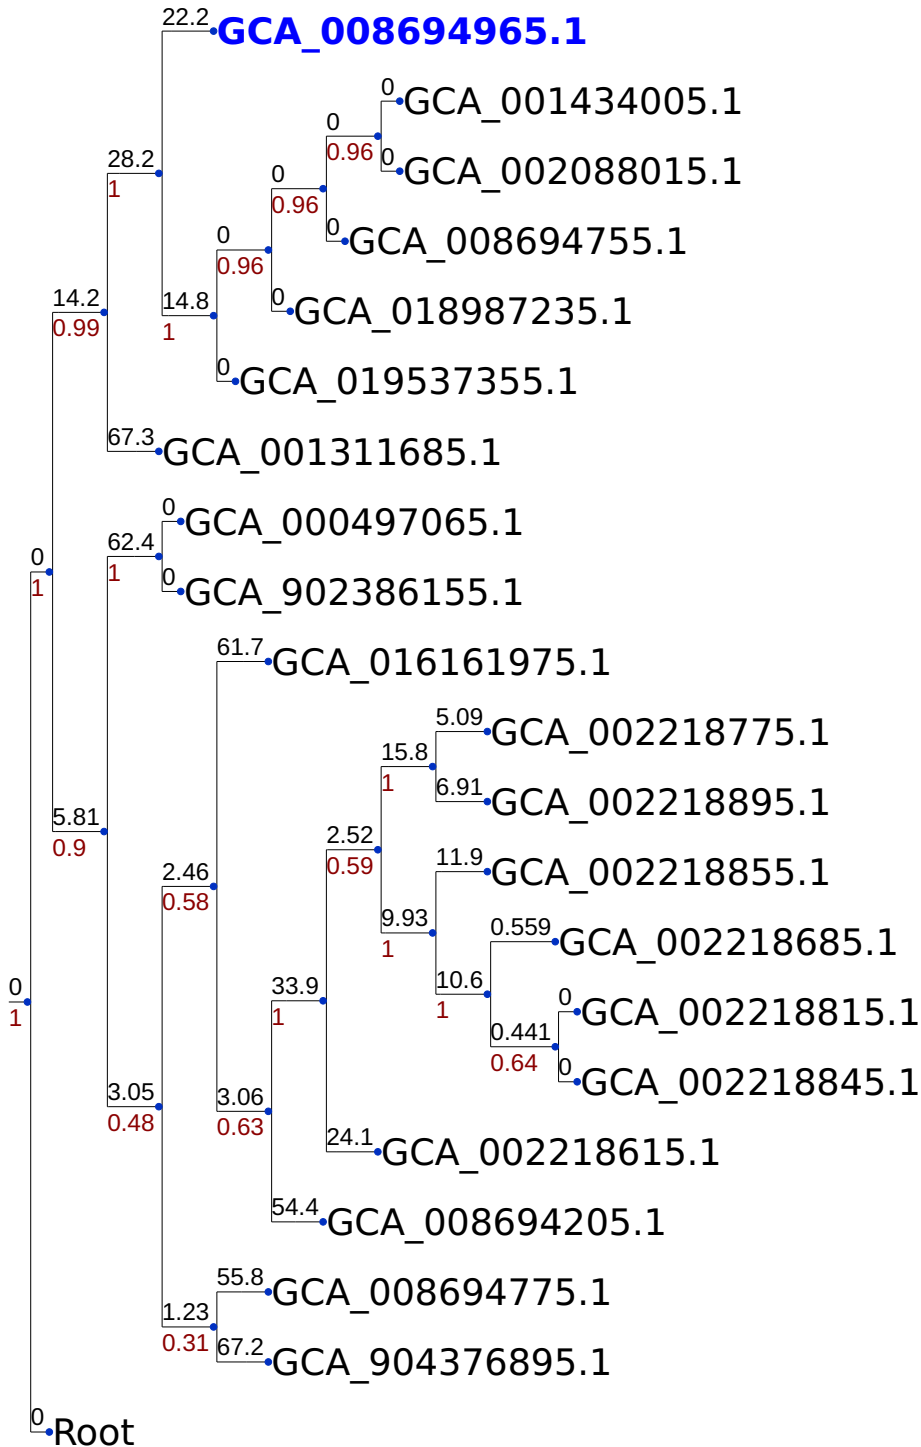 22.2 GCA_008694965.1
0 GCA_001434005.1
0
0.96
28.2
1
0 GCA_002088015.1
0
0.96
0 GCA_008694755.1
0
0.96
14.2
0.99
14.8
1
0 GCA_018987235.1
0 GCA_019537355.1
67.3 GCA_001311685.1
0 GCA_000497065.1
62.4
1
0
1
0 GCA_902386155.1
61.7 GCA_016161975.1
5.09 GCA_002218775.1
15.8
1
6.91 GCA_002218895.1
5.81
0.9
2.52
0.59
2.46
0.58
11.9 GCA_002218855.1
9.93
1
0.559 GCA_002218685.1
10.6
1
0
1
33.9
1
0 GCA_002218815.1
0.441
0.64
0 GCA_002218845.1
3.05
0.48
3.06
0.63
24.1 GCA_002218615.1
54.4 GCA_008694205.1
55.8 GCA_008694775.1
1.23
0.31
67.2 GCA_904376895.1
0 Root